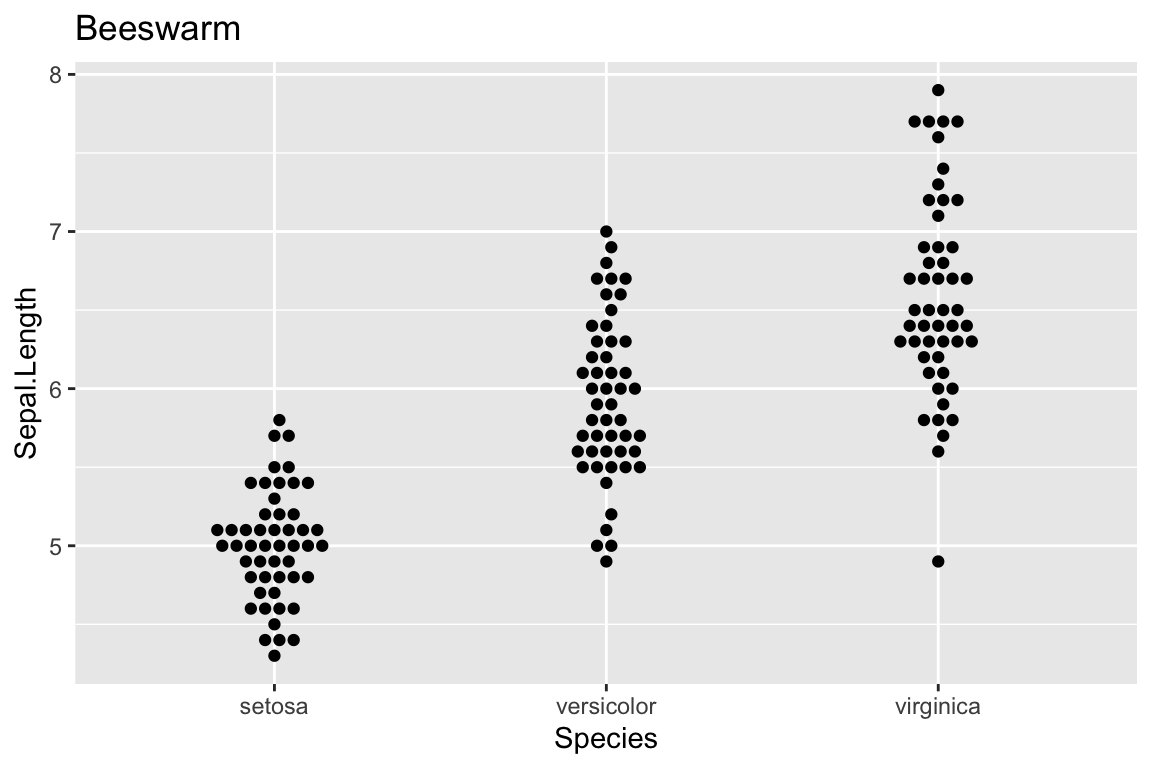 Beeswarm
8
7
6
5
Sepal.Length
setosa
versicolor
virginica
Species